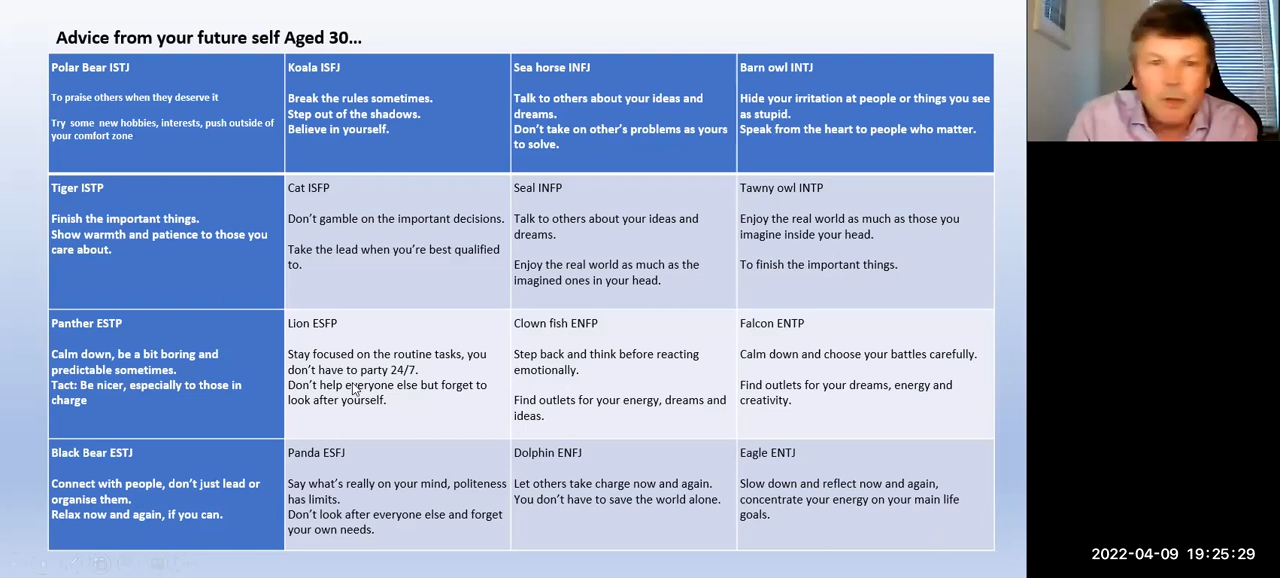 Advice from your future self Aged 30...
Polar Bear ISTJ
To praise others when they deserve it
Try some new hobbies, interests, push outside of
your comfort zone
Koala ISFJ
Break the rules sometimes.
Step out of the shadows.
Believe in yourself.
Sea horse INFJ
Talk to others about your ideas and
dreams.
Don't take on other's problems as yours
to solve.
Barn owl INTJ
Hide your irritation at people or things you see
as stupid.
Speak from the heart to people who matter.
Tiger ISTP
Finish the important things.
Show warmth and patience to those you
care about.
Cat ISFP
Don't gamble on the important decisions.
Take the lead when you're best qualified
to.
Seal INFP
Talk to others about your ideas and
dreams.
Enjoy the real world as much as the
imagined ones in your head.
Tawny owl INTP
Enjoy the real world as much as those you
imagine inside your head.
To finish the important things.
Panther ESTP
Calm down, be a bit boring and
predictable sometimes.
Tact: Be nicer, especially to those in
charge
Lion ESFP
Stay focused on the routine tasks, you
don't have to party 24/7.
Don't help everyone else but forget to
look after yourself.
Clown fish ENFP
Step back and think before reacting
emotionally.
Find outlets for your energy, dreams and
ideas.
Falcon ENTP
Calm down and choose your battles carefully.
Find outlets for your dreams, energy and
creativity.
Black Bear ESTJ
Connect with people, don't just lead or
organise them.
Relax now and again, if you can.
Panda ESFJ
Say what's really on your mind, politeness
has limits.
Don't look after everyone else and forget
your own needs.
Dolphin ENFJ
Let others take charge now and again.
You don't have to save the world alone.
Eagle ENTJ
Slow down and reflect now and again,
concentrate your energy on your main life
goals.
2022-04-09 19:25:29